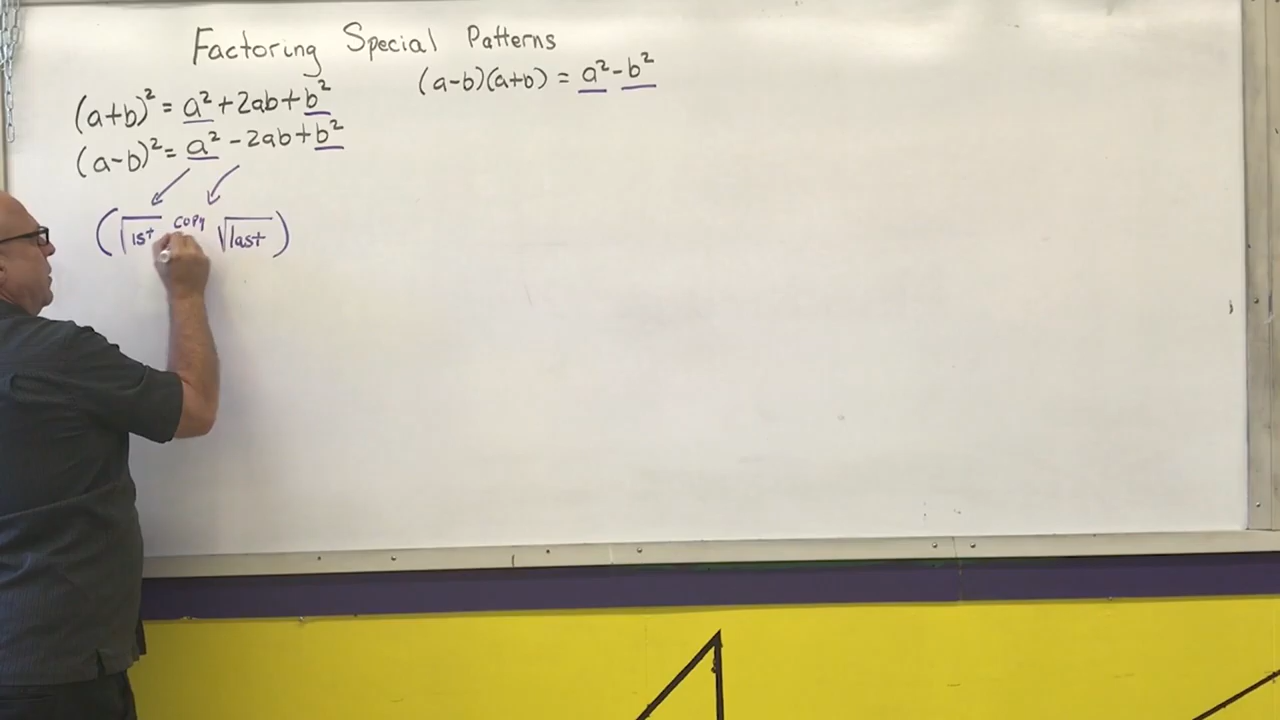 Factoring Special Patterns
(a-b)(a+b) = a²-b²
(a+b)² = a²+2ab+b²
(a-b)² = a²-2ab+b²
(√1st copy √last)